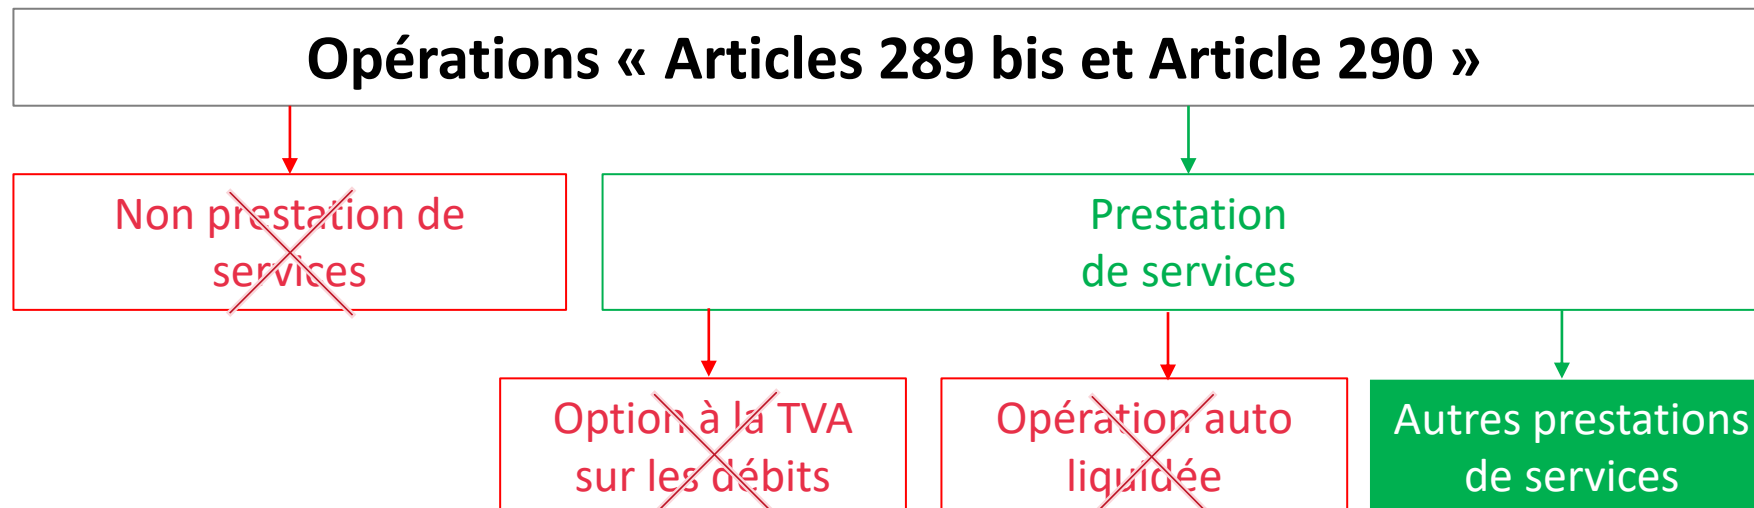 Opérations « Articles 289 bis et Article 290 »
Non prestation de
services
Prestation
de services
Option à la TVA
sur les débits
Opération auto
liquidée
Autres prestations
de services